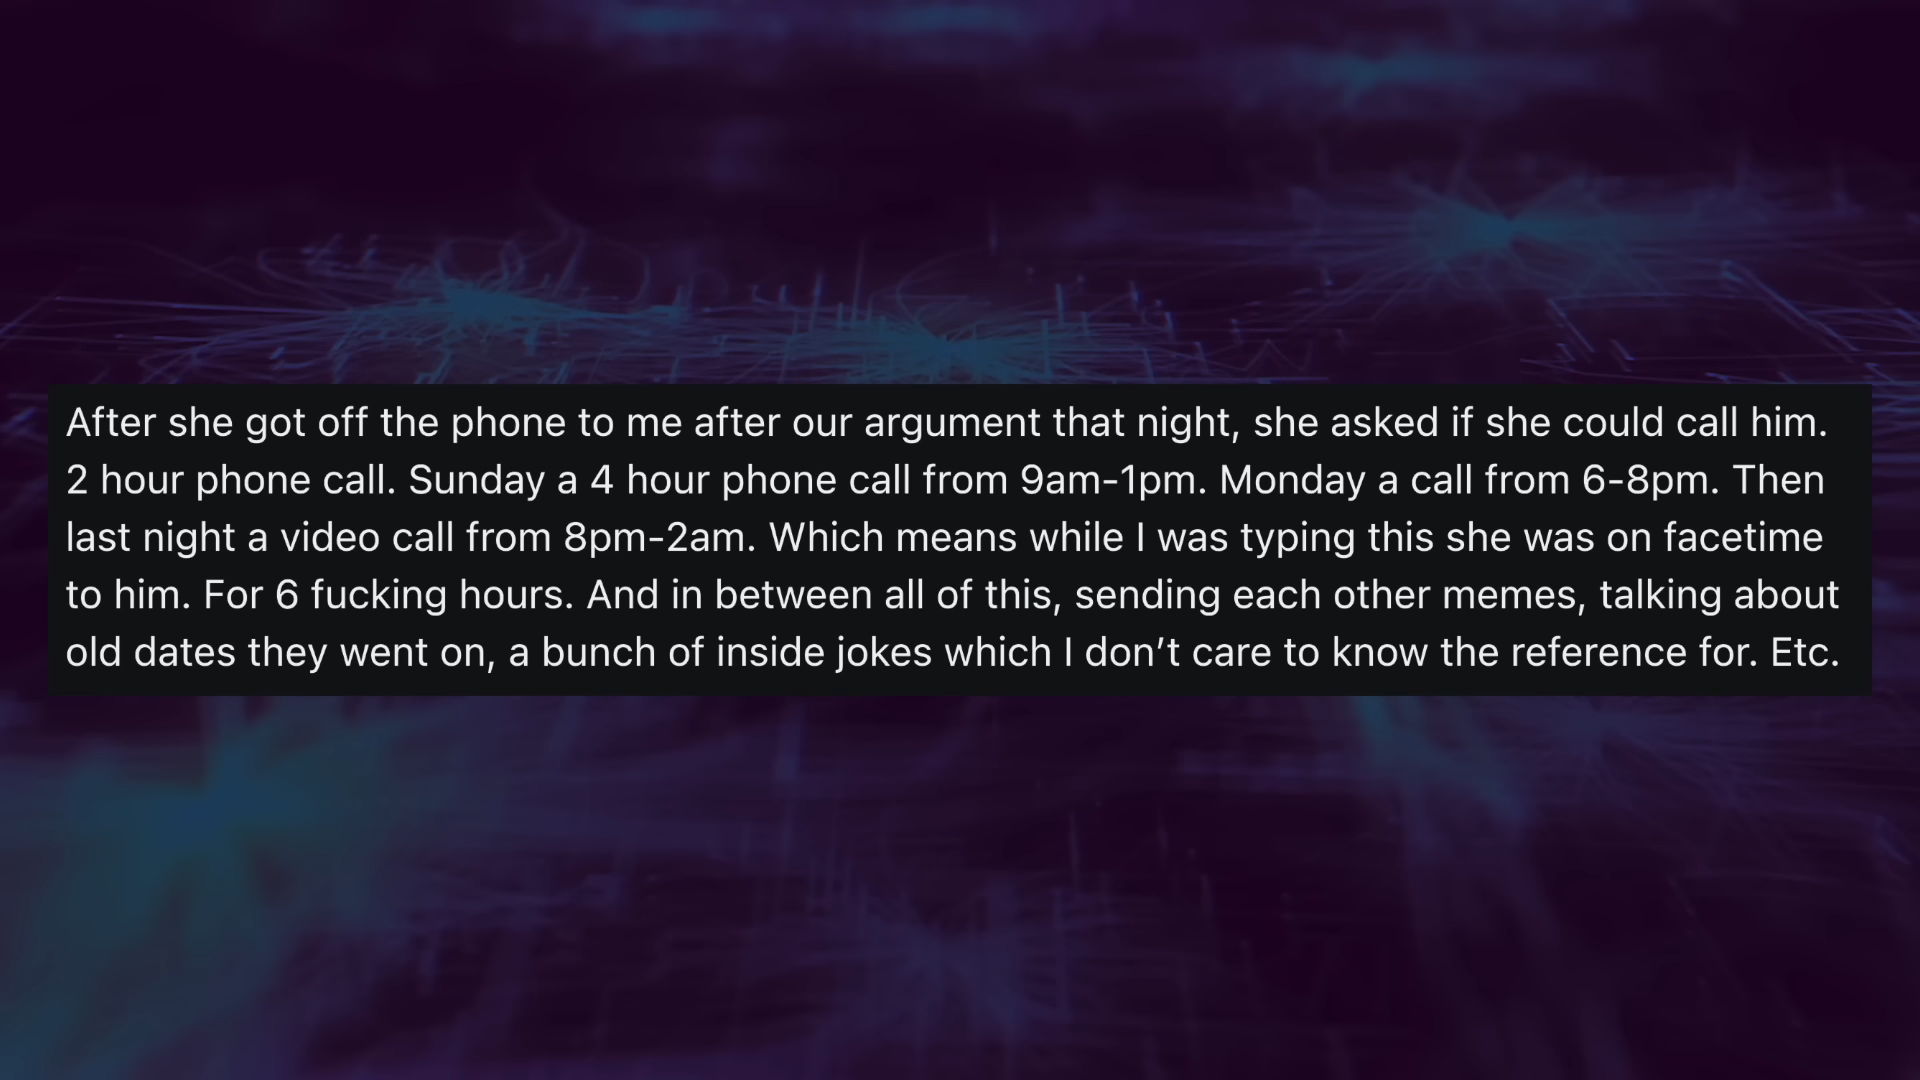 After she got off the phone to me after our argument that night, she asked if she could call him.
2 hour phone call. Sunday a 4 hour phone call from 9am-1pm. Monday a call from 6-8pm. Then
last night a video call from 8pm-2am. Which means while I was typing this she was on facetime
to him. For 6 fucking hours. And in between all of this, sending each other memes, talking about
old dates they went on, a bunch of inside jokes which I don’t care to know the reference for. Etc.